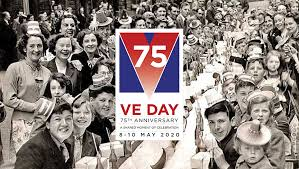 75
VE DAY
75TH ANNIVERSARY
A SHARED MOMENT OF CELEBRATION
8-10 MAY 2020